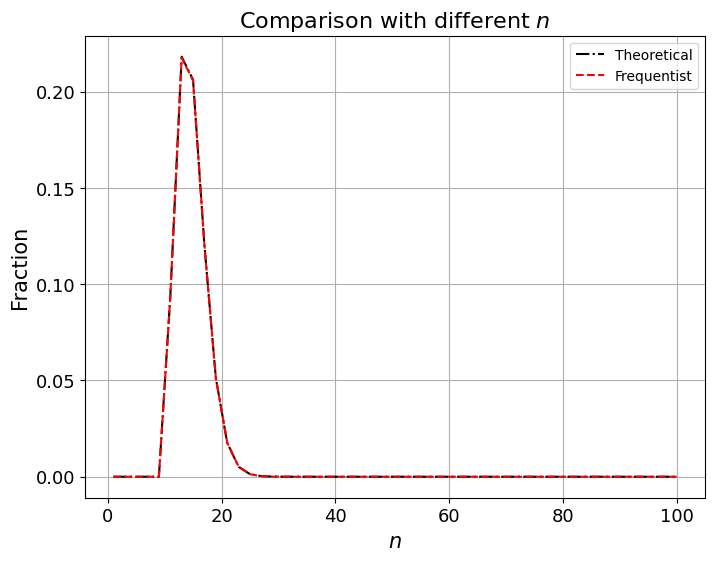 Comparison with different n
Theoretical
Frequentist
Fraction
0.20
0.15
0.10
0.05
0.00
0 20 40 60 80 100
n